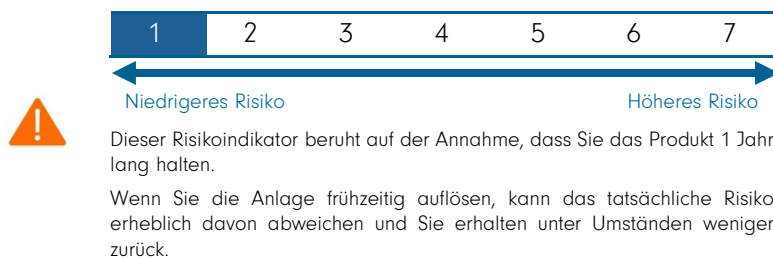 1 2 3 4 5 6 7
Niedrigeres Risiko Höheres Risiko
Dieser Risikoindikator beruht auf der Annahme, dass Sie das Produkt 1 Jahr
lang halten.
Wenn Sie die Anlage frühzeitig auflösen, kann das tatsächliche Risiko
erheblich davon abweichen und Sie erhalten unter Umständen weniger
zurück.